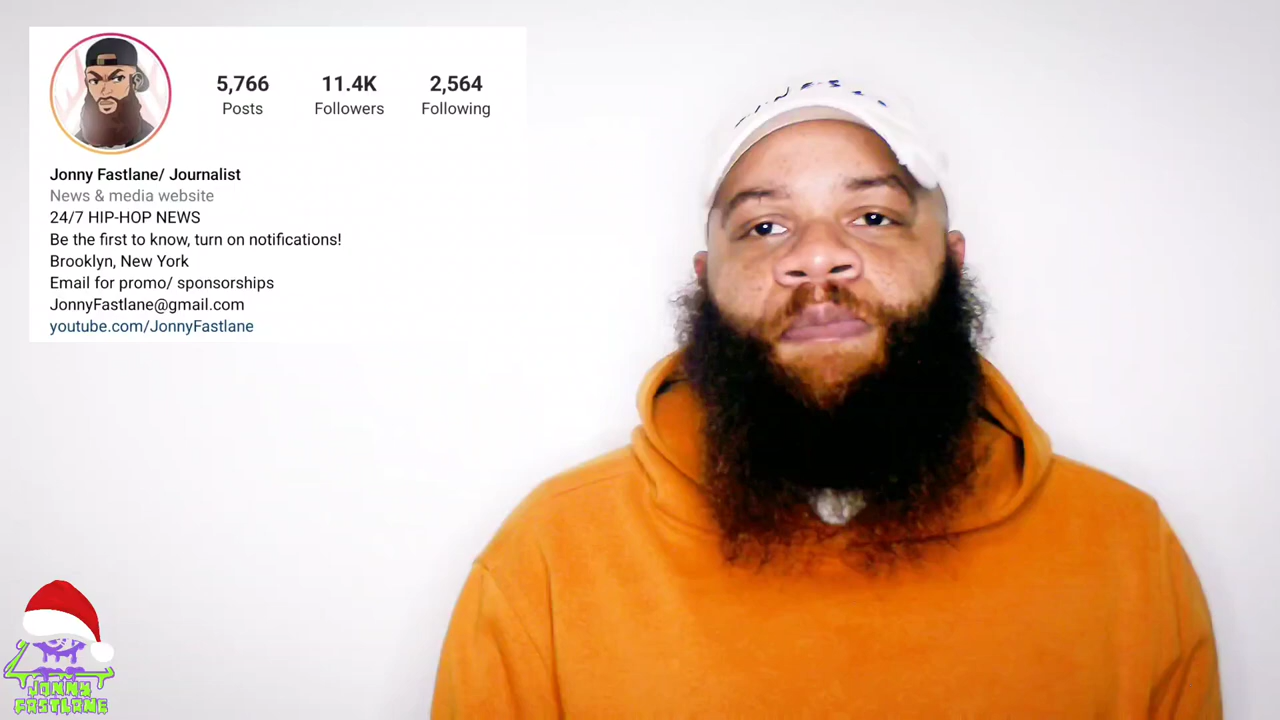 5,766 11.4K 2,564
Posts Followers Following
Jonny Fastlane/ Journalist
News & media website
24/7 HIP-HOP NEWS
Be the first to know, turn on notifications!
Brooklyn, New York
Email for promo/ sponsorships
JonnyFastlane@gmail.com
youtube.com/JonnyFastlane
JONNY
FASTLANE